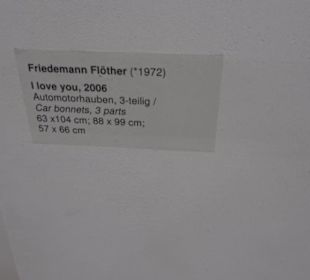 Friedemann Flöther (*1972)
I love you, 2006
Automotorhauben, 3-teilig /
Car bonnets, 3 parts
63 x104 cm; 88 x 99 cm;
57 x 66 cm